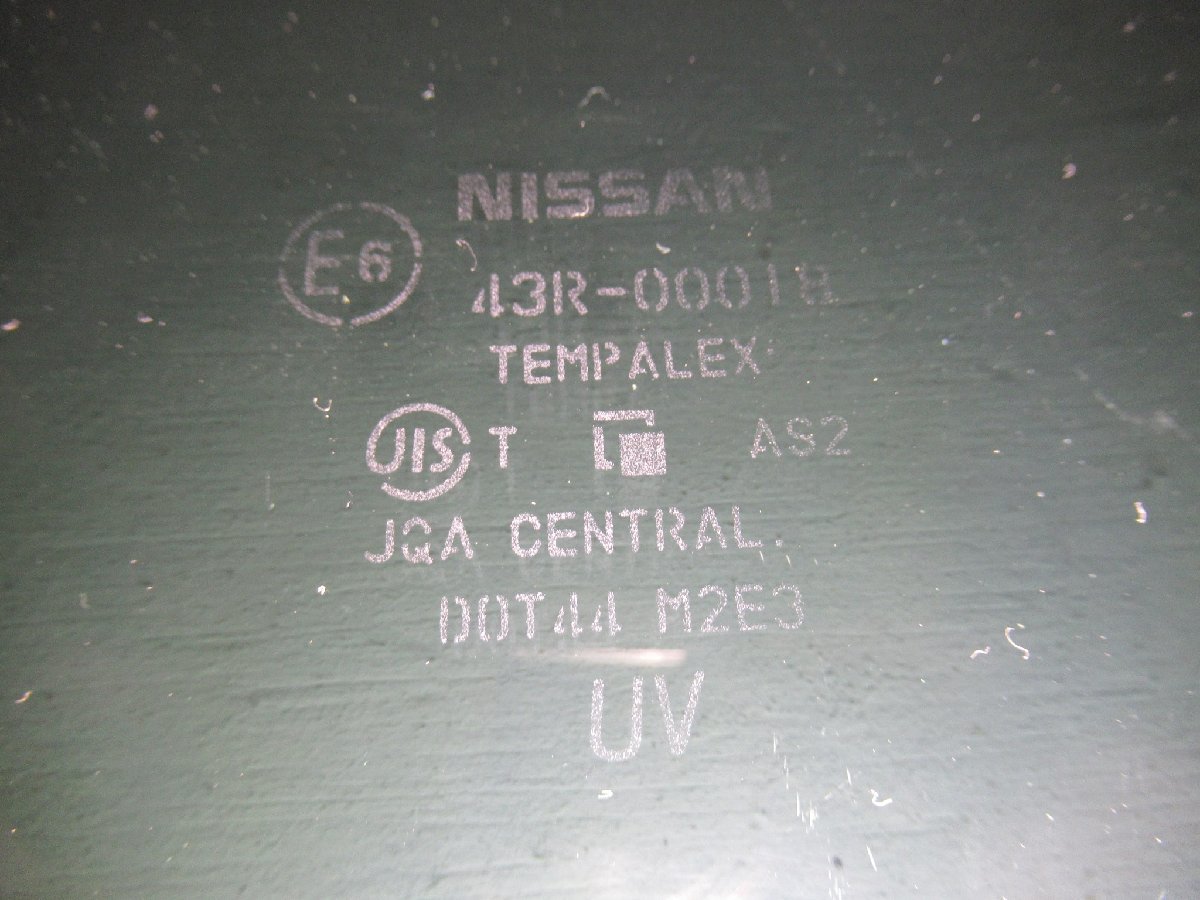 NISSAN
E6
43R-00018
TEMPALEX
JIS T AS2
JQA CENTRAL.
DOT44 M2E3
UV